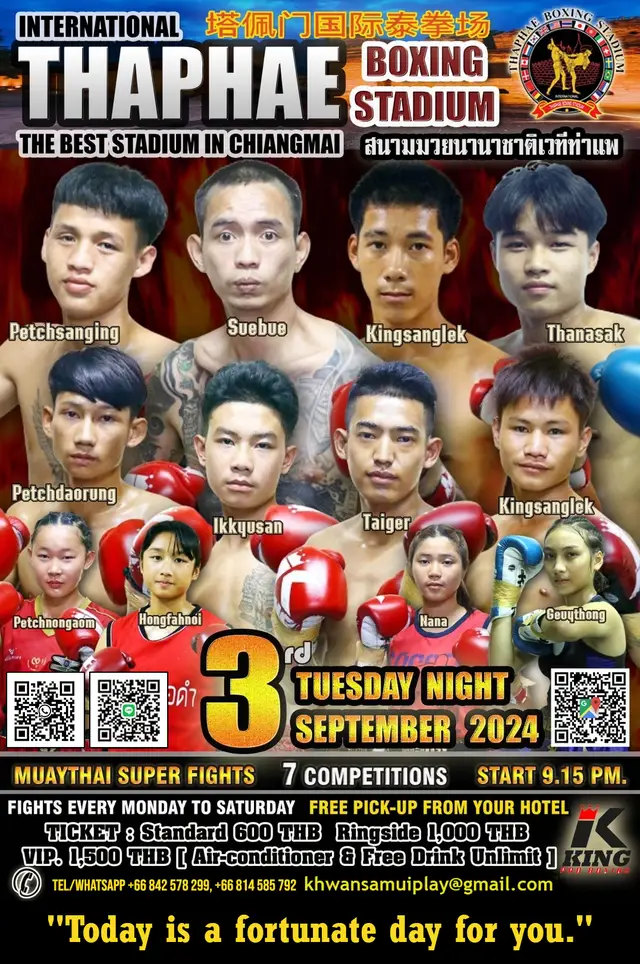 INTERNATIONAL
塔佩门国际泰拳场
THAPHAE
BOXING
STADIUM
THAPHAE BOXING STADIUM
THE BEST STADIUM IN CHIANGMAI
สนามมวยนานาชาติเวทีท่าแพ
Petchsanging
Suebue
Kingsanglek
Thanasak
Petchdaorung
Ikkyusan
Taiger
Kingsanglek
Petchnongaom
Hongfahnoi
Nana
Geuythong
3rd
TUESDAY NIGHT
SEPTEMBER 2024
MUAYTHAI SUPER FIGHTS 7 COMPETITIONS START 9.15 PM.
FIGHTS EVERY MONDAY TO SATURDAY FREE PICK-UP FROM YOUR HOTEL
TICKET : Standard 600 THB Ringside 1,000 THB
VIP. 1,500 THB [ Air-conditioner & Free Drink Unlimit ]
K
KING
TEL/WHATSAPP +66 842 578 299, +66 814 585 792 khwansamuiplay@gmail.com
"Today is a fortunate day for you."